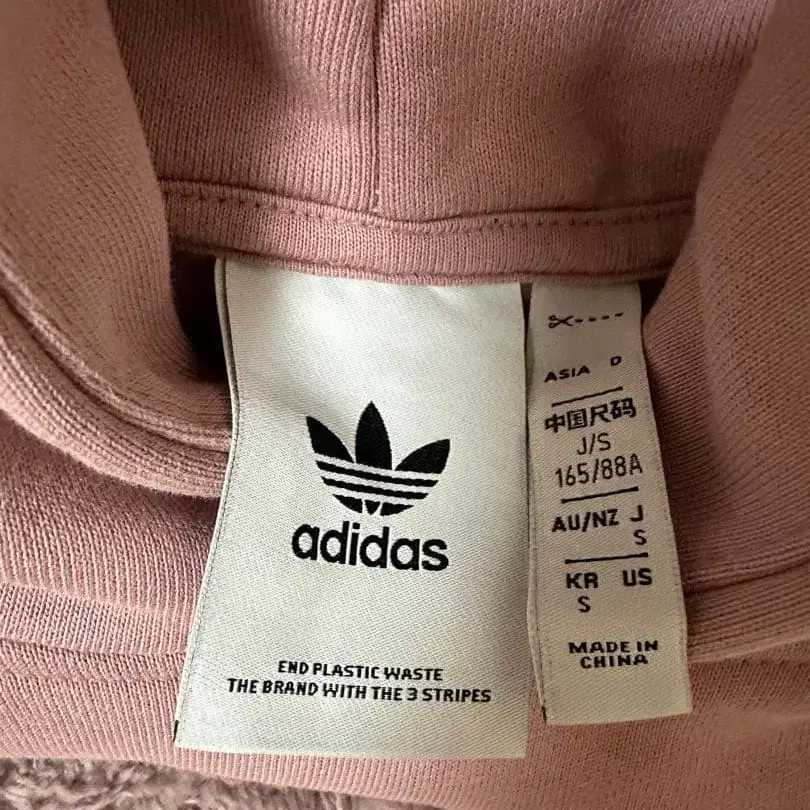 adidas
END PLASTIC WASTE
THE BRAND WITH THE 3 STRIPES
ASIA D
中国尺码
J/S
165/88A
AU/NZ J
S
KR US
S
MADE IN
CHINA